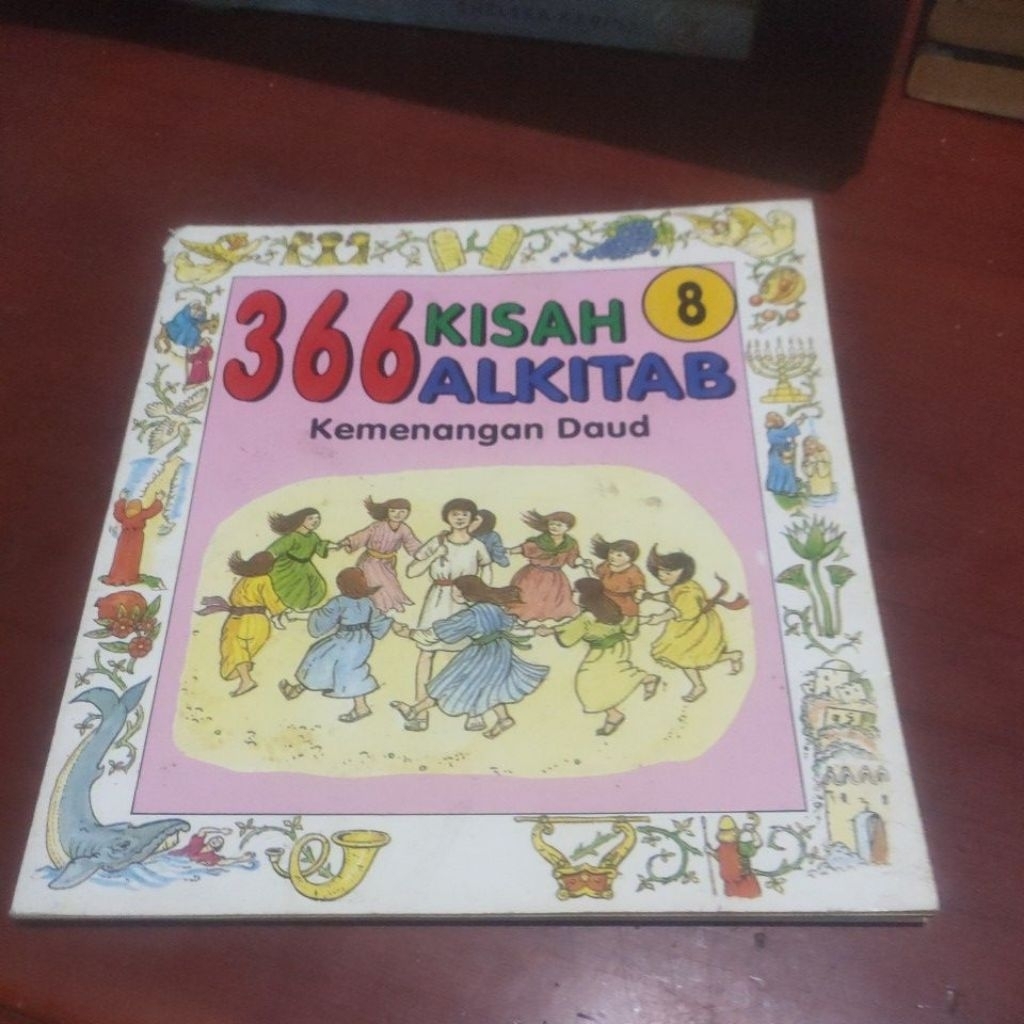 366 KISAH 8
ALKITAB
Kemenangan Daud